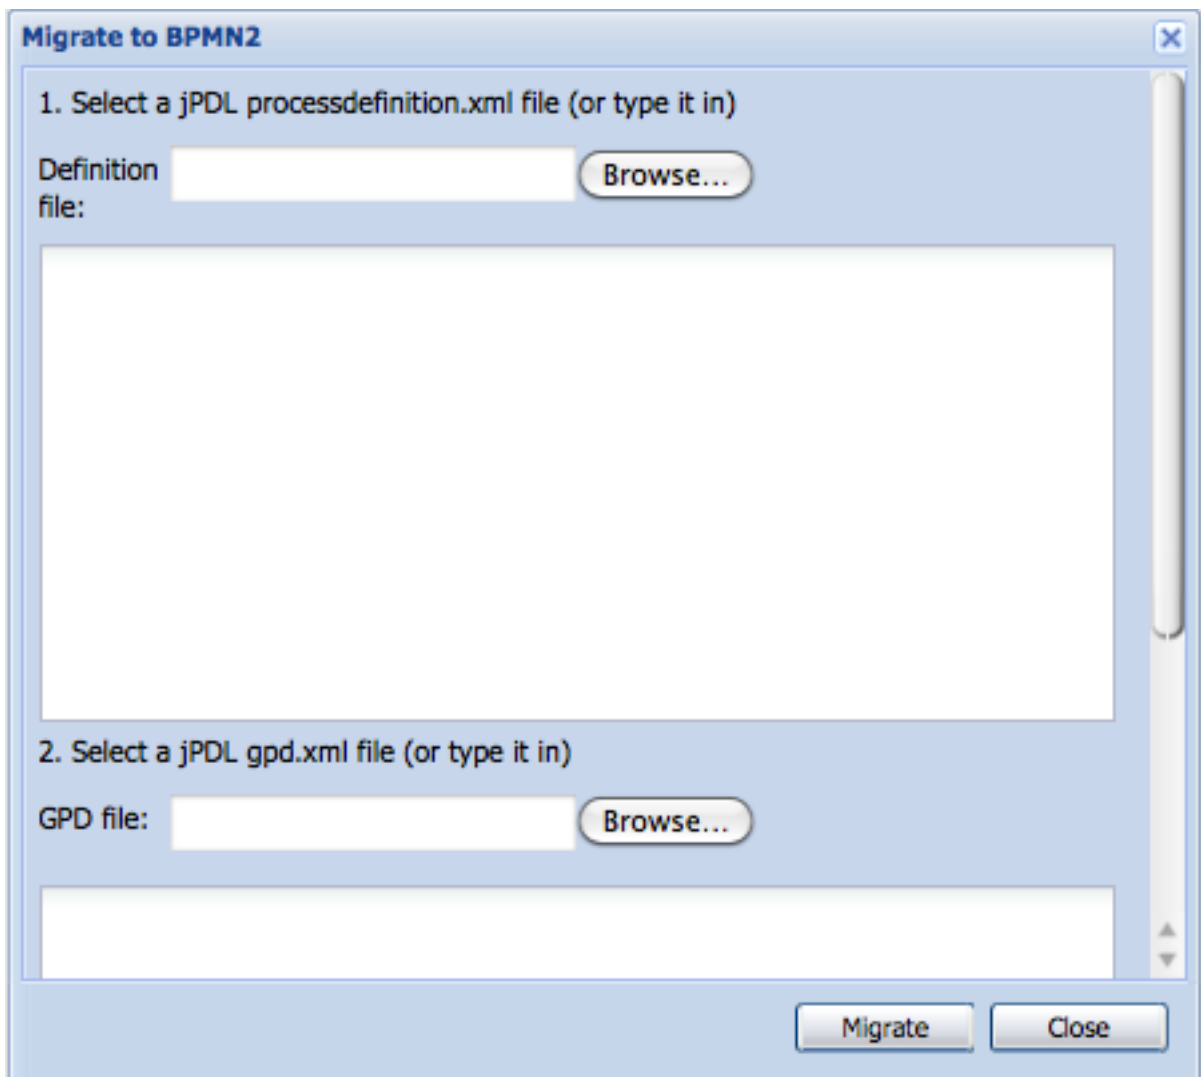 Migrate to BPMN2
1. Select a jPDL processdefinition.xml file (or type it in)
Definition
file:
Browse...
2. Select a jPDL gpd.xml file (or type it in)
GPD file:
Browse...
Migrate
Close